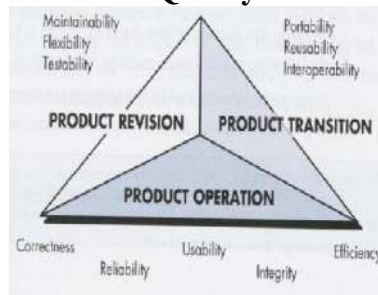 Maintainability
Flexibility
Testability
Portability
Reusability
Interoperability
PRODUCT REVISION
PRODUCT TRANSITION
PRODUCT OPERATION
Correctness
Usability
Efficiency
Reliability
Integrity